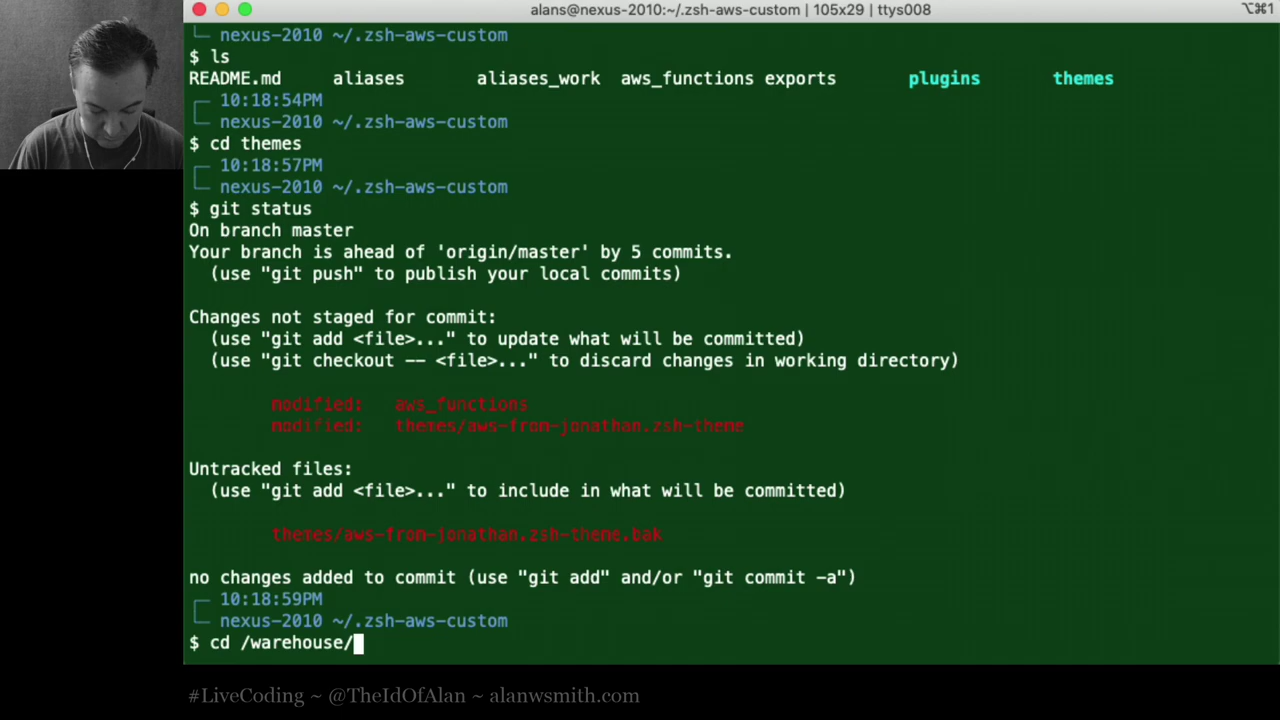 alans@nexus-2010:~/.zsh-aws-custom | 105x29 | ttys008 ⌥⌘1
nexus-2010 ~/.zsh-aws-custom
$ ls
README.md aliases aliases_work aws_functions exports plugins themes
10:18:54PM
nexus-2010 ~/.zsh-aws-custom
$ cd themes
10:18:57PM
nexus-2010 ~/.zsh-aws-custom
$ git status
On branch master
Your branch is ahead of 'origin/master' by 5 commits.
(use "git push" to publish your local commits)
Changes not staged for commit:
(use "git add <file>..." to update what will be committed)
(use "git checkout -- <file>..." to discard changes in working directory)
modified: aws_functions
modified: themes/aws-from-jonathan.zsh-theme
Untracked files:
(use "git add <file>..." to include in what will be committed)
themes/aws-from-jonathan.zsh-theme.bak
no changes added to commit (use "git add" and/or "git commit -a")
10:18:59PM
nexus-2010 ~/.zsh-aws-custom
$ cd /warehouse/
#LiveCoding ~ @TheIdOfAlan ~ alanwsmith.com